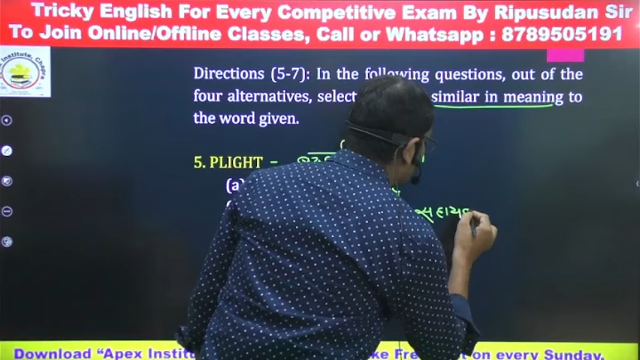 Tricky English For Every Competitive Exam By Ripusudan Sir
To Join Online/Offline Classes, Call or Whatsapp : 8789505191
Directions (5-7): In the following questions, out of the
four alternatives, select similar in meaning to
the word given.
5. PLIGHT –
(a)
Download “Apex Institu Free on every Sunday.